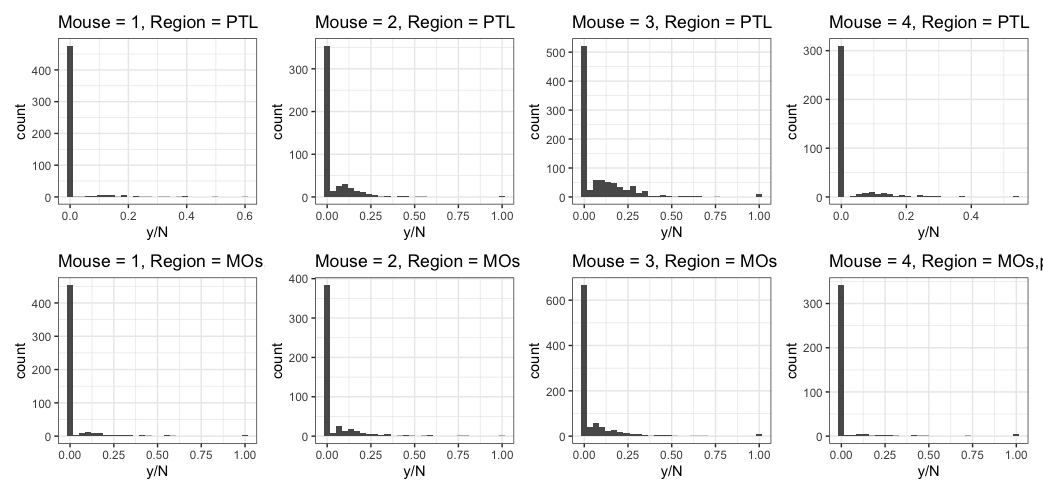 Mouse = 1, Region = PTL
count
400
300
200
100
0
0.0 0.2 0.4 0.6
y/N
Mouse = 2, Region = PTL
count
300
200
100
0
0.00 0.25 0.50 0.75 1.00
y/N
Mouse = 3, Region = PTL
count
500
400
300
200
100
0
0.00 0.25 0.50 0.75 1.00
y/N
Mouse = 4, Region = PTL
count
300
200
100
0
0.0 0.2 0.4
y/N
Mouse = 1, Region = MOs
count
400
300
200
100
0
0.00 0.25 0.50 0.75 1.00
y/N
Mouse = 2, Region = MOs
count
400
300
200
100
0
0.00 0.25 0.50 0.75 1.00
y/N
Mouse = 3, Region = MOs
count
600
400
200
0
0.00 0.25 0.50 0.75 1.00
y/N
Mouse = 4, Region = MOs,p
count
300
200
100
0
0.00 0.25 0.50 0.75 1.00
y/N